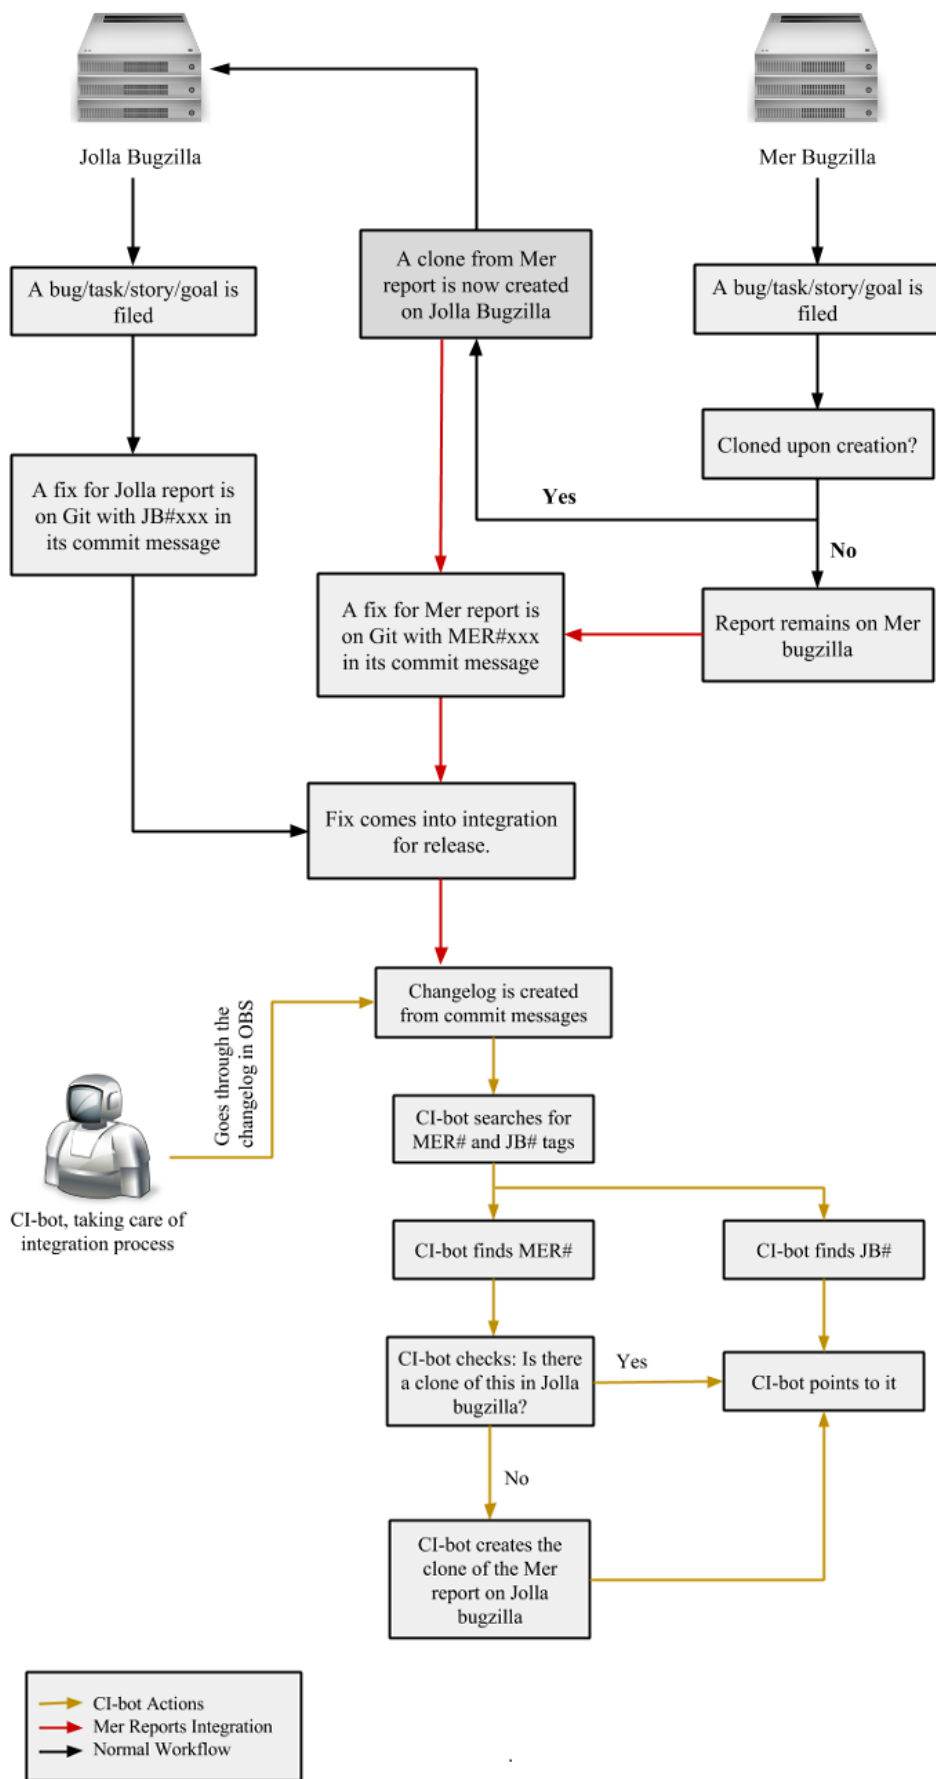 Jolla Bugzilla
Mer Bugzilla
A bug/task/story/goal is
filed
A clone from Mer
report is now created
on Jolla Bugzilla
A bug/task/story/goal is
filed
Cloned upon creation?
A fix for Jolla report is
on Git with JB#xxx in
its commit message
Yes
No
A fix for Mer report is
on Git with MER#xxx
in its commit message
Report remains on Mer
bugzilla
Fix comes into integration
for release.
Goes through the
changelog in OBS
Changelog is created
from commit messages
CI-bot searches for
MER# and JB# tags
CI-bot, taking care of
integration process
CI-bot finds MER#
CI-bot finds JB#
CI-bot checks: Is there
a clone of this in Jolla
bugzilla?
Yes
CI-bot points to it
No
CI-bot creates the
clone of the Mer
report on Jolla
bugzilla
CI-bot Actions
Mer Reports Integration
Normal Workflow
.